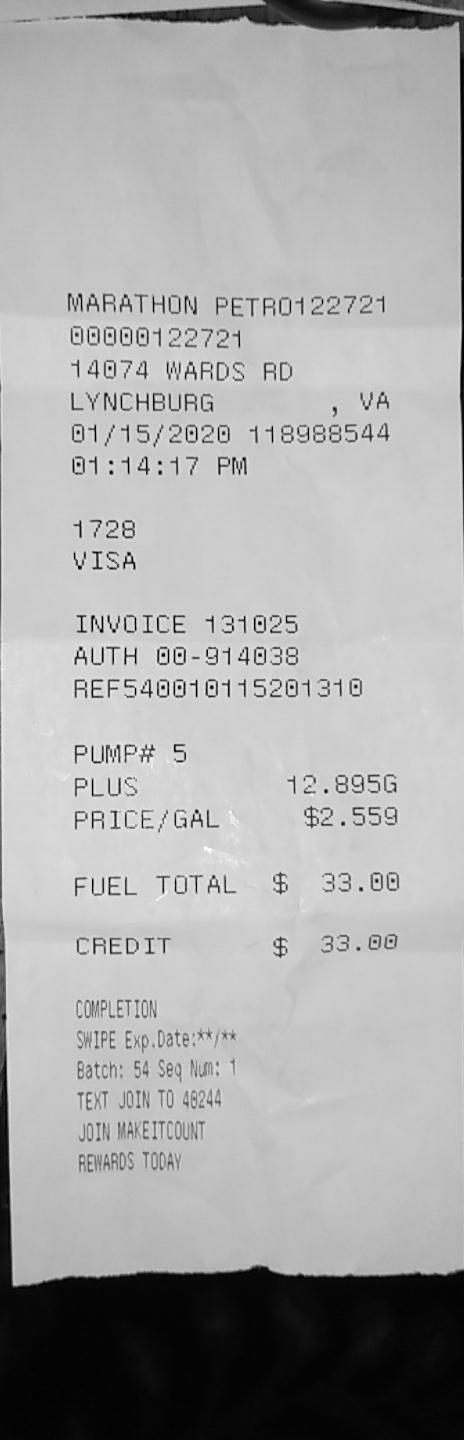 MARATHON PETRO122721
00000122721
14074 WARDS RD
LYNCHBURG , VA
01/15/2020 118988544
01:14:17 PM
1728
VISA
INVOICE 131025
AUTH 00-914038
REF540010115201310
PUMP# 5
PLUS 12.895G
PRICE/GAL $2.559
FUEL TOTAL $ 33.00
CREDIT $ 33.00
COMPLETION
SWIPE Exp.Date:**/**
Batch: 54 Seq Num: 1
TEXT JOIN TO 48244
JOIN MAKEITCOUNT
REWARDS TODAY